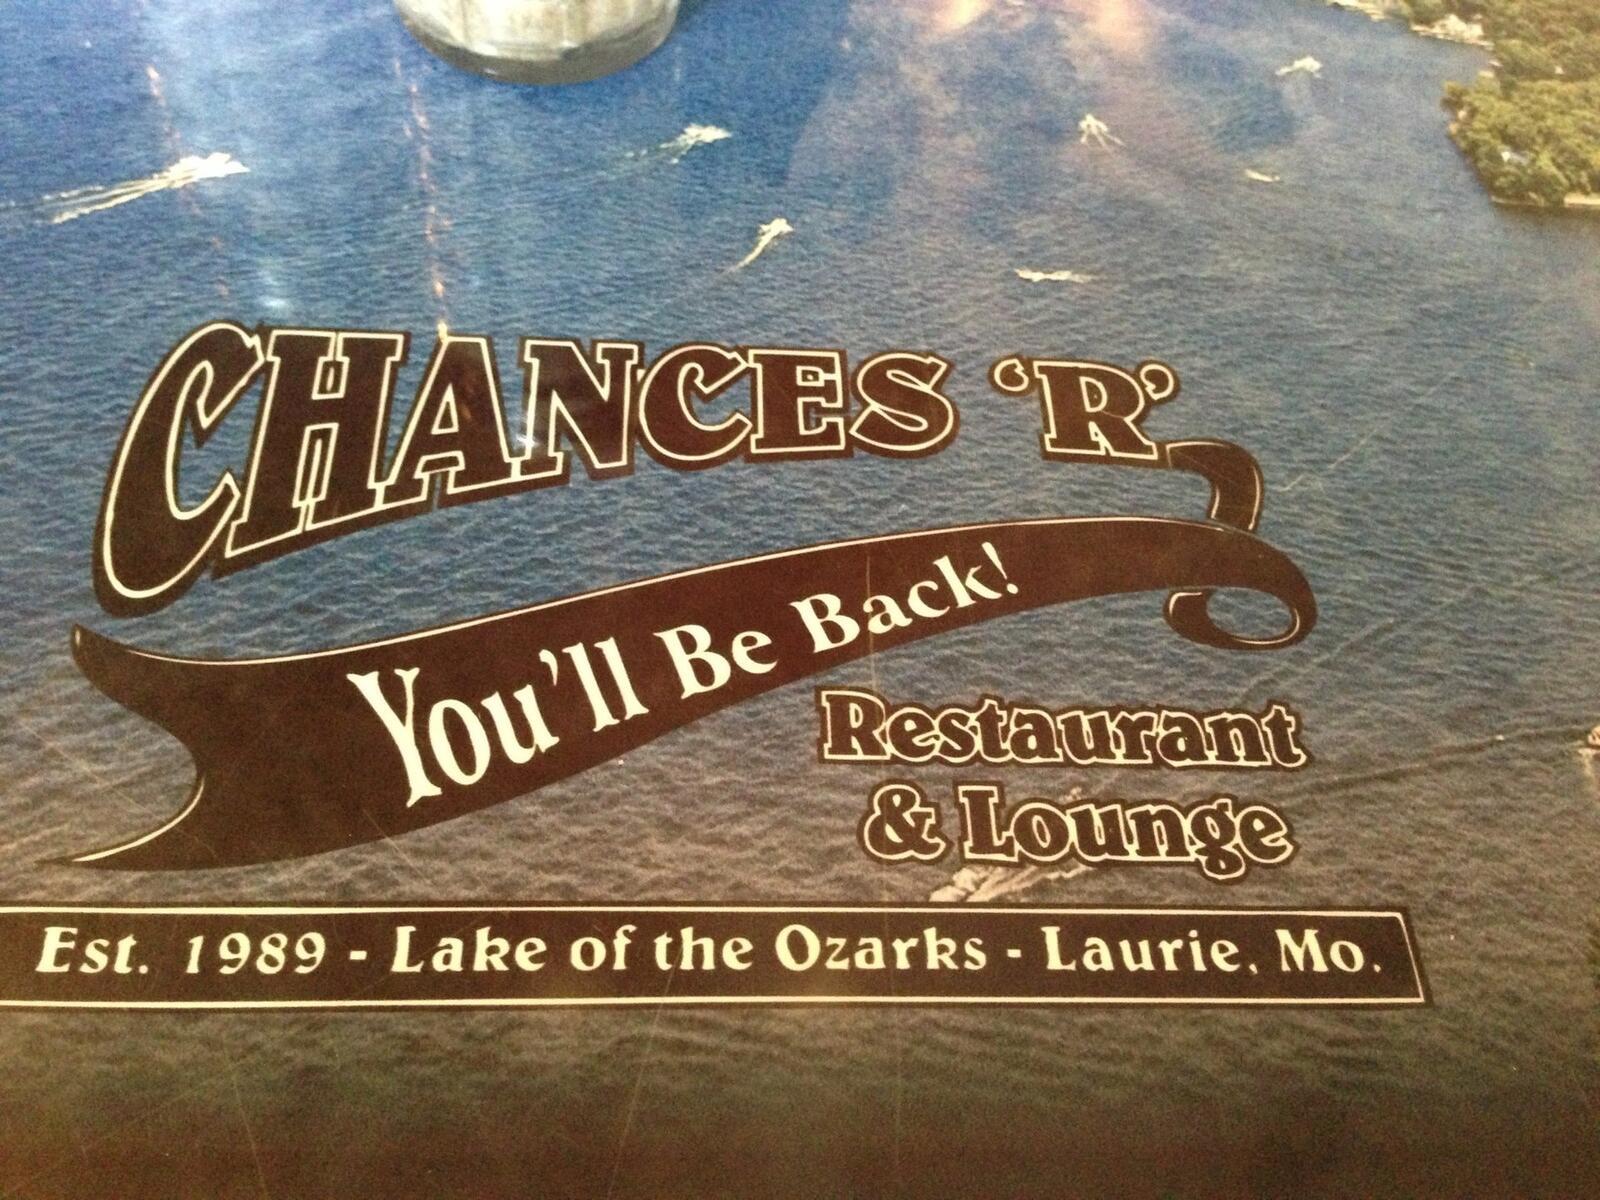 CHANCES 'R'
You'll Be Back!
Restaurant
& Lounge
Est. 1989 - Lake of the Ozarks - Laurie, Mo.